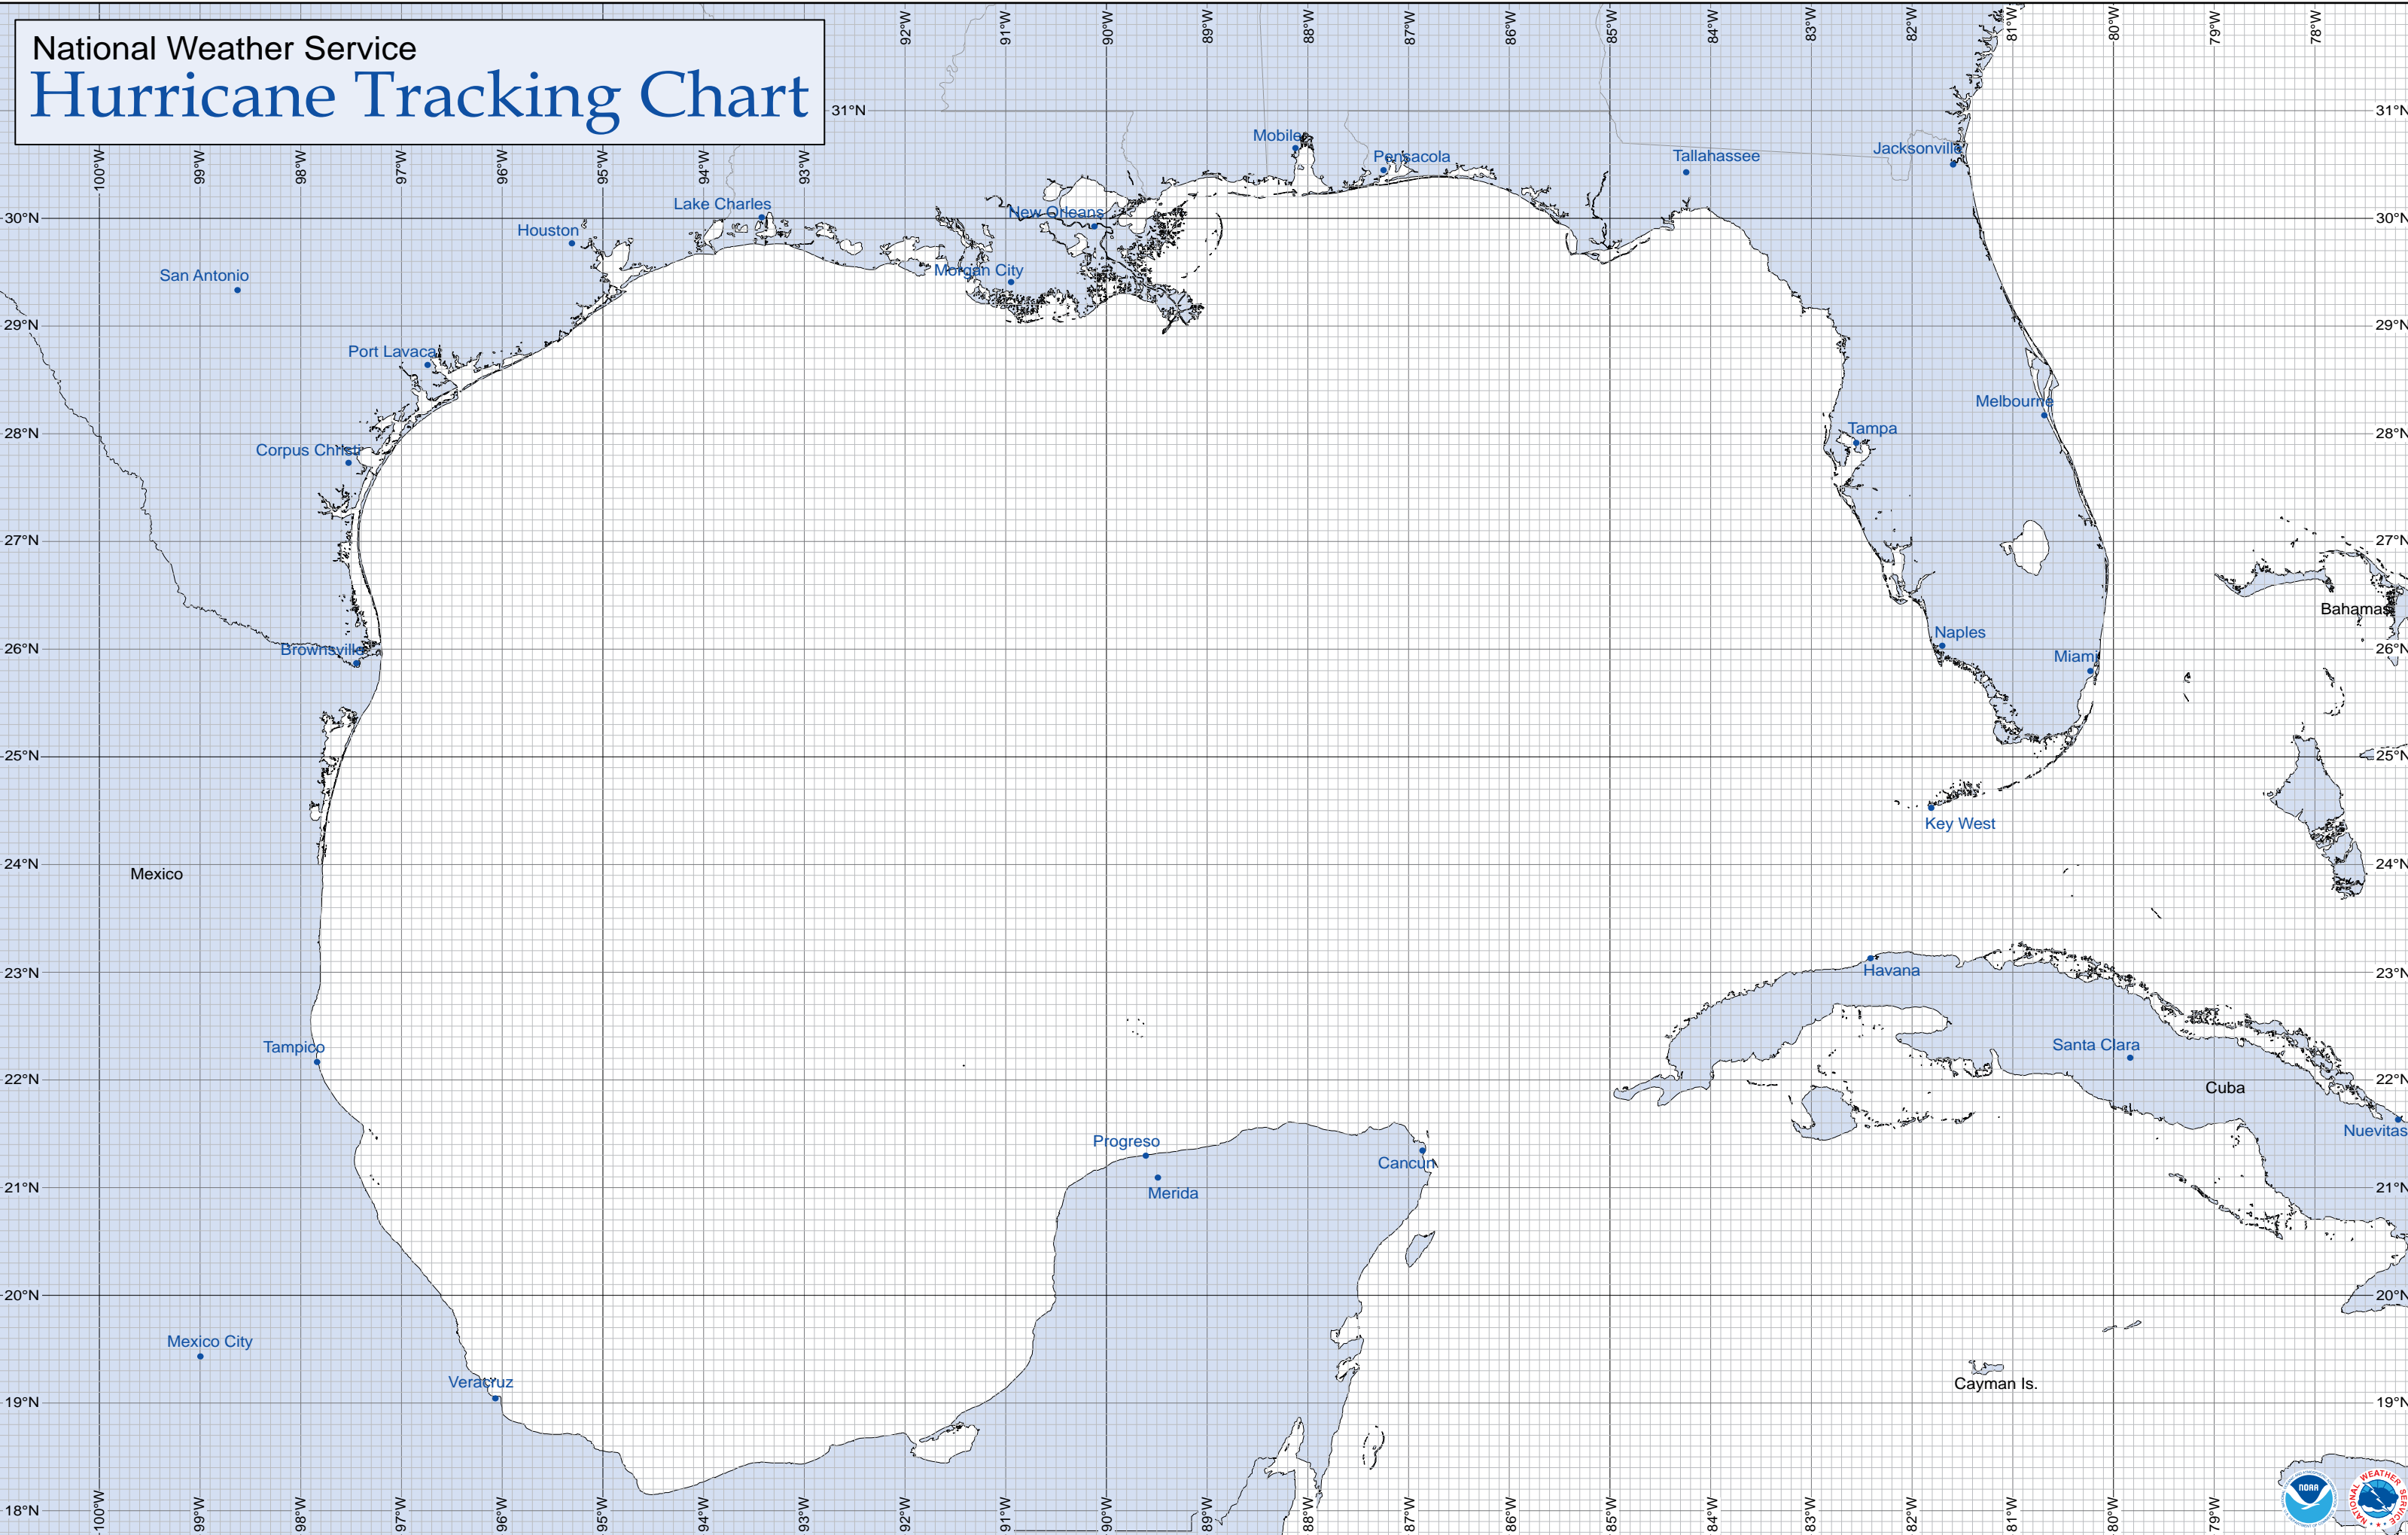 National Weather Service
Hurricane Tracking Chart
92°W 91°W 90°W 89°W 88°W 87°W 86°W 85°W 84°W 83°W 82°W 81°W 80°W 79°W 78°W
31°N 31°N
100°W 99°W 98°W 97°W 96°W 95°W 94°W 93°W
Mobile
Pensacola
Tallahassee
Jacksonville
Lake Charles
New Orleans
30°N 30°N
Houston
Morgan City
San Antonio
29°N 29°N
Port Lavaca
Melbourne
Tampa
28°N 28°N
Corpus Christi
27°N 27°N
Bahamas
Naples
26°N 26°N
Brownsville
Miami
25°N 25°N
Key West
24°N 24°N
Mexico
23°N 23°N
Havana
Tampico
Santa Clara
22°N 22°N
Cuba
Nuevitas
Progreso
Cancun
21°N 21°N
Merida
20°N 20°N
Mexico City
Veracruz
Cayman Is.
19°N 19°N
NOAA
NATIONAL WEATHER SERVICE
18°N
100°W 99°W 98°W 97°W 96°W 95°W 94°W 93°W 92°W 91°W 90°W 89°W 88°W 87°W 86°W 85°W 84°W 83°W 82°W 81°W 80°W 79°W